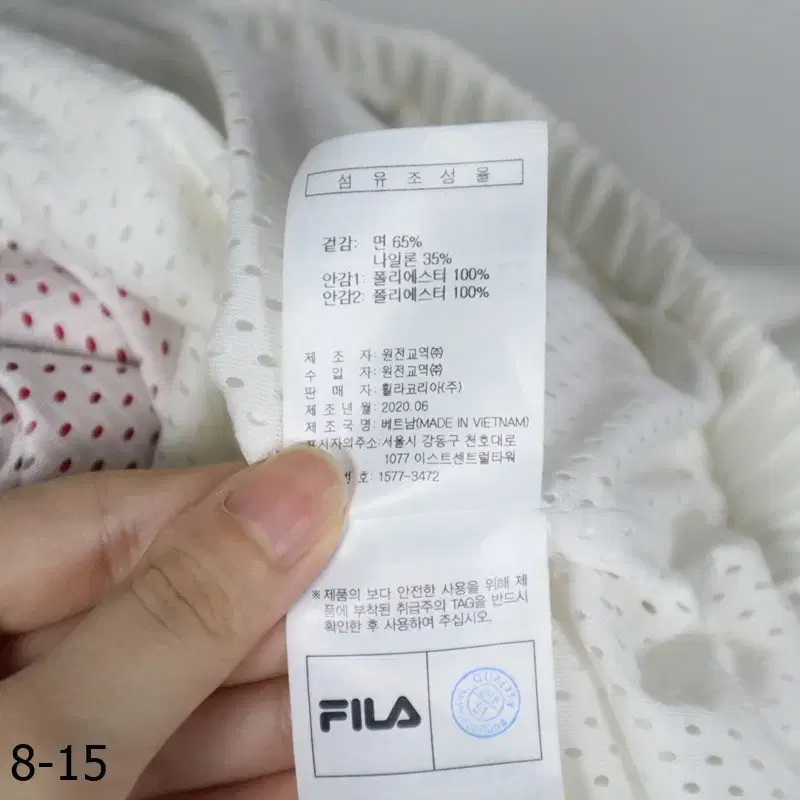 섬유조성율
겉감: 면 65%
나일론 35%
안감1: 폴리에스터 100%
안감2: 폴리에스터 100%
제 조 자: 원전교역㈜
수 입 자: 원전교역㈜
판 매 자: 휠라코리아(주)
제조년월: 2020.06
제조국명: 베트남(MADE IN VIETNAM)
표시자의주소: 서울시 강동구 천호대로
1077 이스트센트럴타워
번호: 1577-3472
※제품의 보다 안전한 사용을 위해 제
품에 부착된 취급주의 TAG을 반드시
확인한 후 사용하여 주십시오.
FILA
QUALITY
8-15